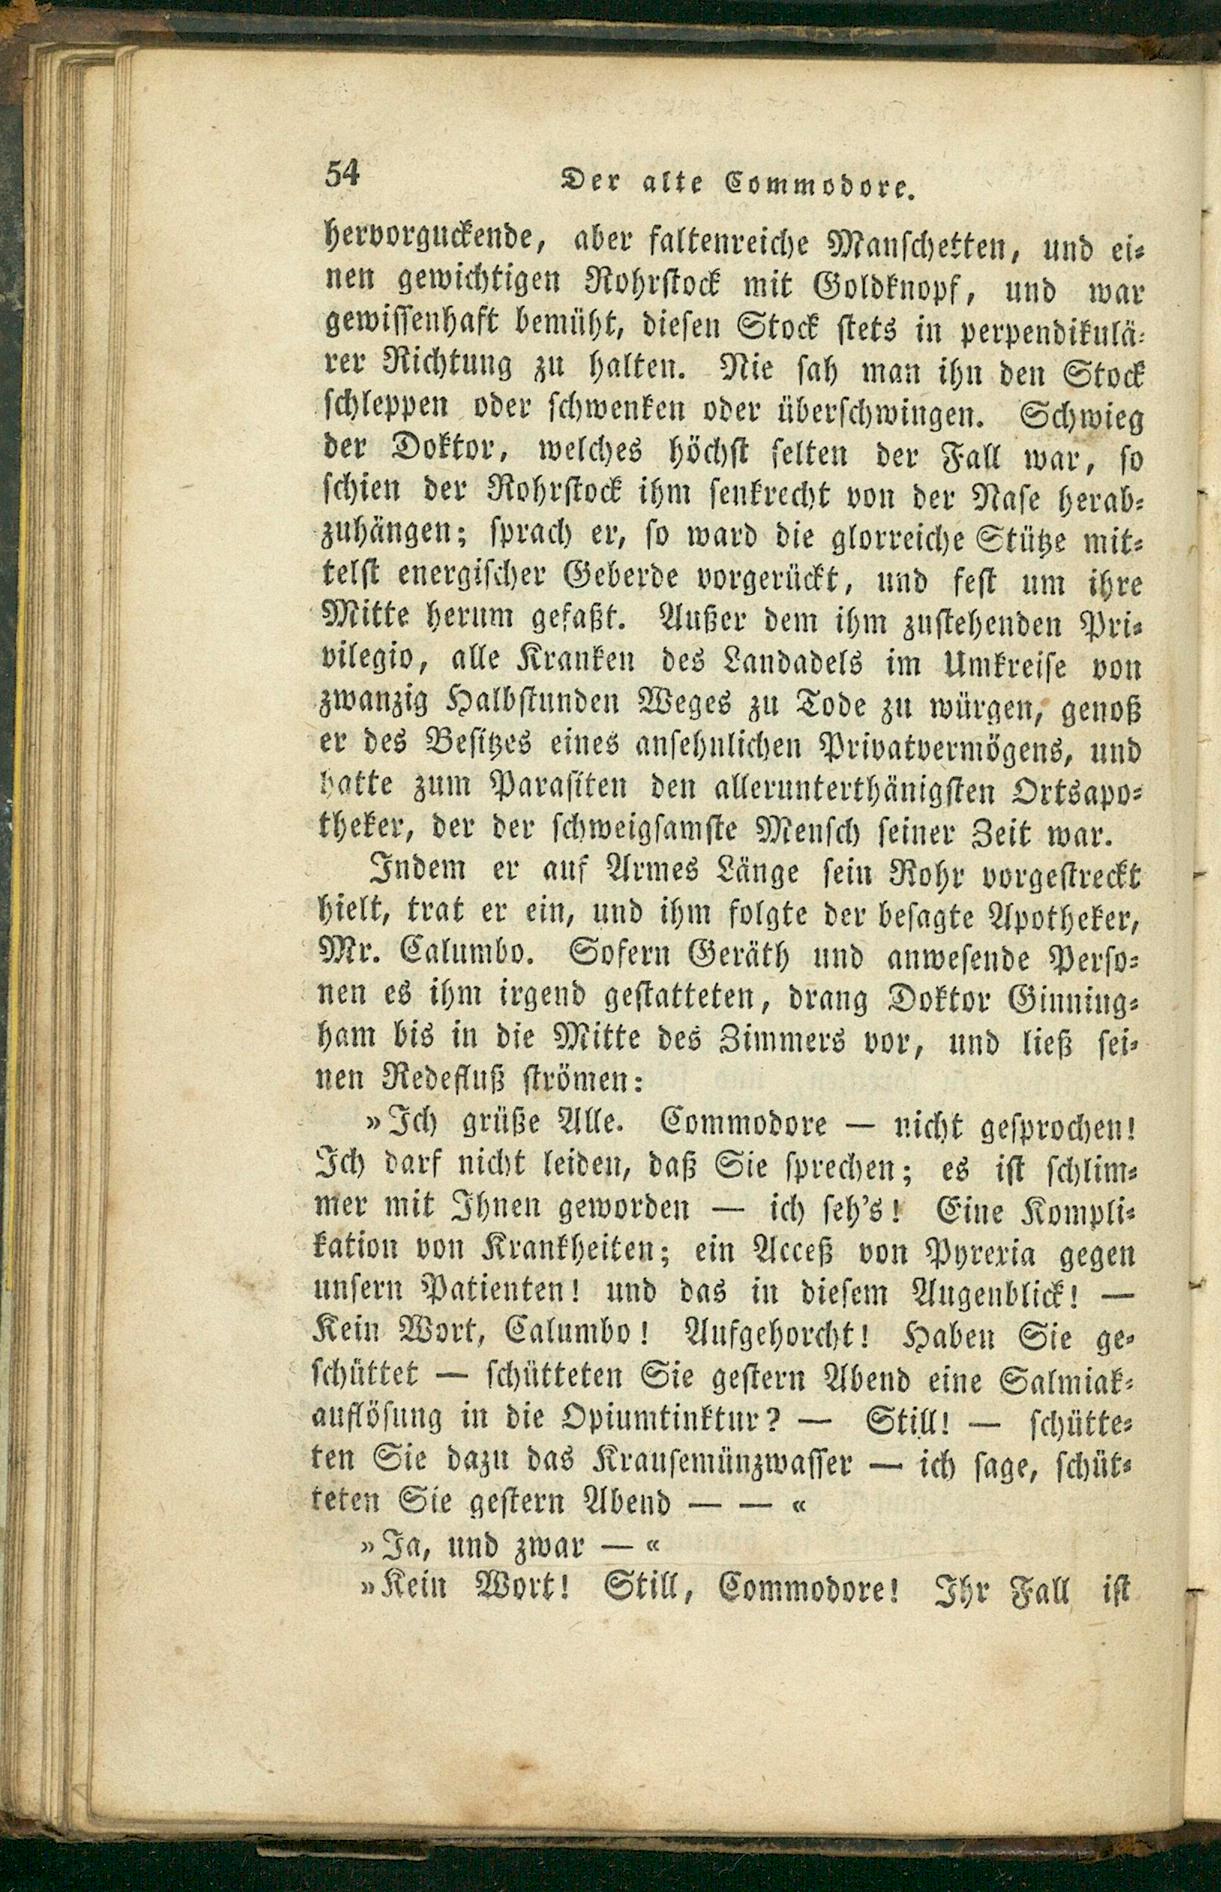 54
Der alte Commodore.
hervorguckende, aber faltenreiche Manschetten, und ei-
nen gewichtigen Rohrstock mit Goldknopf, und war
gewissenhaft bemüht, diesen Stock stets in perpendikulä-
rer Richtung zu halten. Nie sah man ihn den Stock
schleppen oder schwenken oder überschwingen. Schwieg
der Doktor, welches höchst selten der Fall war, so
schien der Rohrstock ihm senkrecht von der Nase herab-
zuhängen; sprach er, so ward die glorreiche Stütze mit-
telst energischer Geberde vorgerückt, und fest um ihre
Mitte herum gefaßt. Außer dem ihm zustehenden Pri-
vilegio, alle Kranken des Landadels im Umkreise von
zwanzig Halbstunden Weges zu Tode zu würgen, genoß
er des Besitzes eines ansehnlichen Privatvermögens, und
hatte zum Parasiten den allerunterthänigsten Ortsapo-
theker, der der schweigsamste Mensch seiner Zeit war.
Indem er auf Armes Länge sein Rohr vorgestreckt
hielt, trat er ein, und ihm folgte der besagte Apotheker,
Mr. Calumbo. Sofern Geräth und anwesende Perso-
nen es ihm irgend gestatteten, drang Doktor Ginning-
ham bis in die Mitte des Zimmers vor, und ließ sei-
nen Redefluß strömen:
»Ich grüße Alle. Commodore — nicht gesprochen!
Ich darf nicht leiden, daß Sie sprechen; es ist schlim-
mer mit Ihnen geworden — ich seh's! Eine Kompli-
kation von Krankheiten; ein Acceß von Pyrexia gegen
unsern Patienten! und das in diesem Augenblick! —
Kein Wort, Calumbo! Aufgehorcht! Haben Sie ge-
schüttet — schütteten Sie gestern Abend eine Salmiak-
auflösung in die Opiumtinktur? — Still! — schütte-
ten Sie dazu das Krausemünzwasser — ich sage, schüt-
teten Sie gestern Abend — — «
»Ja, und zwar — «
»Kein Wort! Still, Commodore! Ihr Fall ist